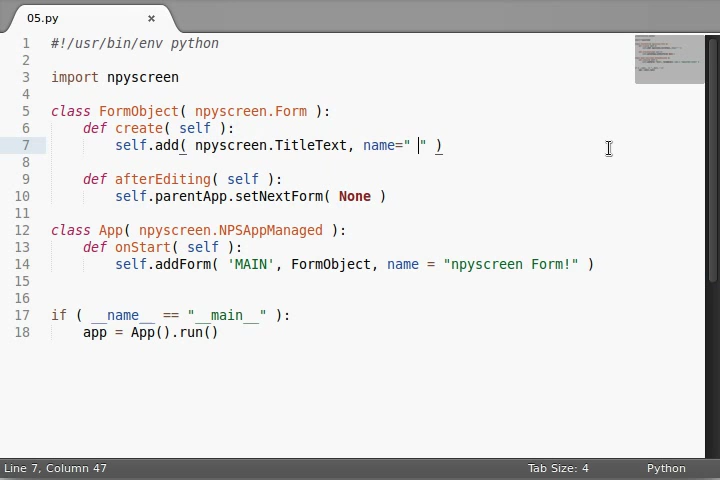 05.py ×
1 #!/usr/bin/env python
2
3 import npyscreen
4
5 class FormObject( npyscreen.Form ):
6     def create( self ):
7         self.add( npyscreen.TitleText, name=" " )
8
9     def afterEditing( self ):
10         self.parentApp.setNextForm( None )
11
12 class App( npyscreen.NPSAppManaged ):
13     def onStart( self ):
14         self.addForm( 'MAIN', FormObject, name = "npyscreen Form!" )
15
16
17 if ( __name__ == "__main__" ):
18     app = App().run()
Line 7, Column 47 Tab Size: 4 Python